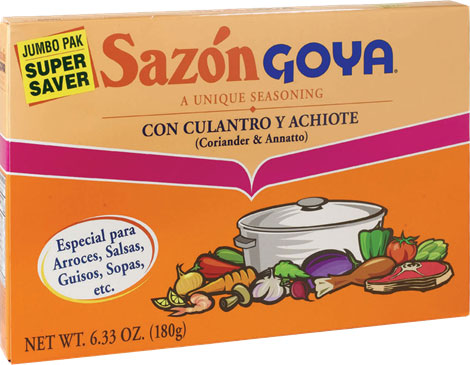 JUMBO PAK
SUPER
SAVER
Sazón GOYA®
A UNIQUE SEASONING
CON CULANTRO Y ACHIOTE
(Coriander & Annatto)
Especial para
Arroces, Salsas,
Guisos, Sopas,
etc.
NET WT. 6.33 OZ. (180g)